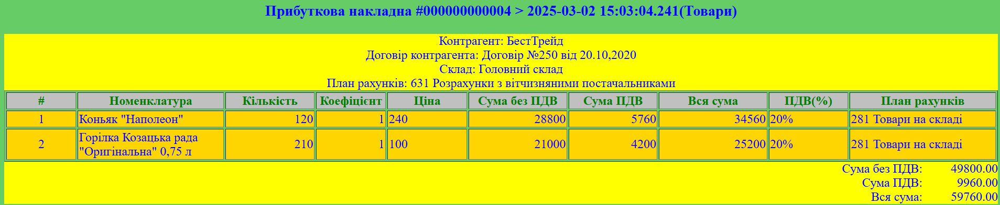 Прибуткова накладна #000000000004 > 2025-03-02 15:03:04.241(Товари)
Контрагент: БестТрейд
Договір контрагента: Договір №250 від 20.10,2020
Склад: Головний склад
План рахунків: 631 Розрахунки з вітчизняними постачальниками
# Номенклатура Кількість Коефіцієнт Ціна Сума без ПДВ Сума ПДВ Вся сума ПДВ(%) План рахунків
1 Коньяк "Наполеон" 120 1 240 28800 5760 34560 20% 281 Товари на складі
2 Горілка Козацька рада "Оригінальна" 0,75 л 210 1 100 21000 4200 25200 20% 281 Товари на складі
Сума без ПДВ: 49800.00
Сума ПДВ: 9960.00
Вся сума: 59760.00